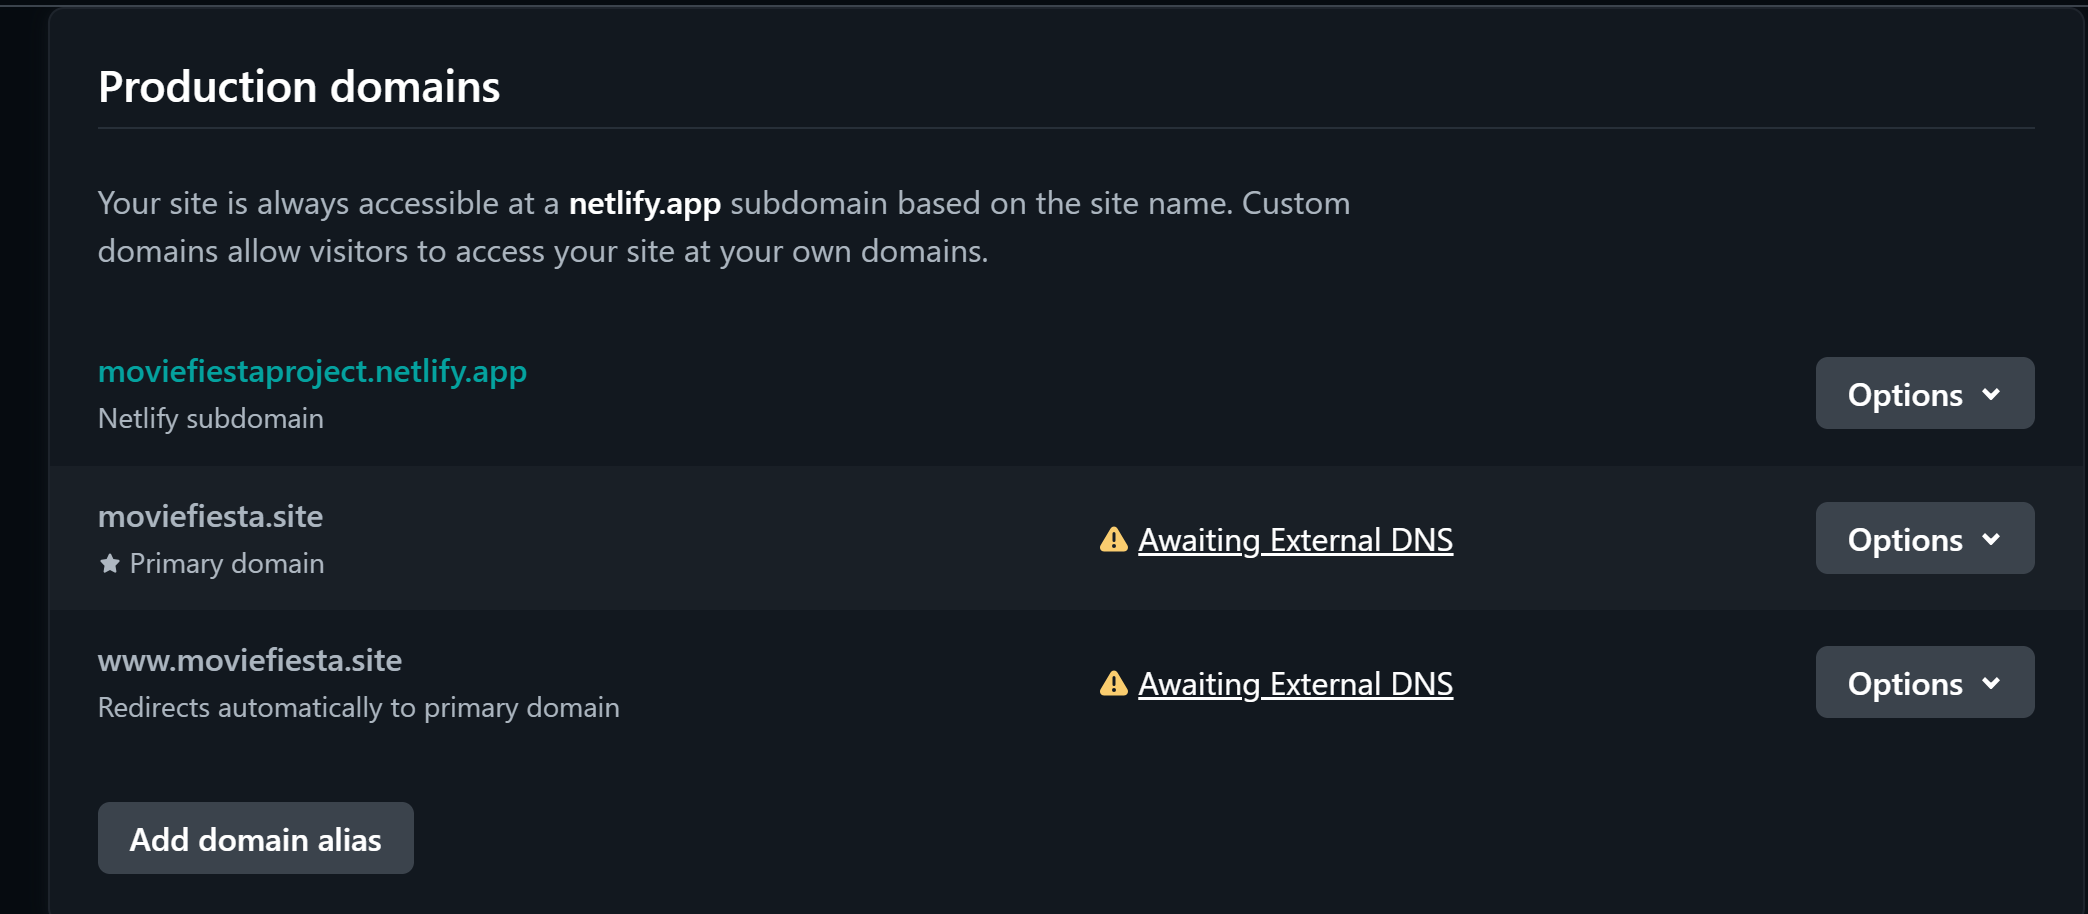 Production domains
Your site is always accessible at a netlify.app subdomain based on the site name. Custom
domains allow visitors to access your site at your own domains.
moviefiestaproject.netlify.app
Netlify subdomain
Options
moviefiesta.site
Primary domain
Awaiting External DNS
Options
www.moviefiesta.site
Redirects automatically to primary domain
Awaiting External DNS
Options
Add domain alias